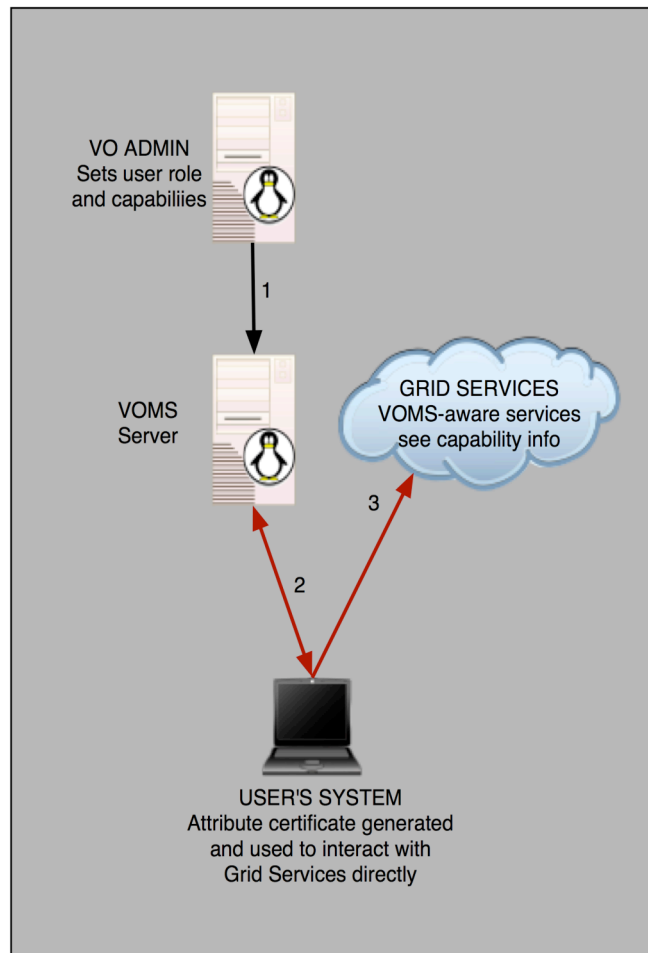 VO ADMIN
Sets user role
and capabiliies
1
VOMS
Server
GRID SERVICES
VOMS-aware services
see capability info
3
2
USER'S SYSTEM
Attribute certificate generated
and used to interact with
Grid Services directly